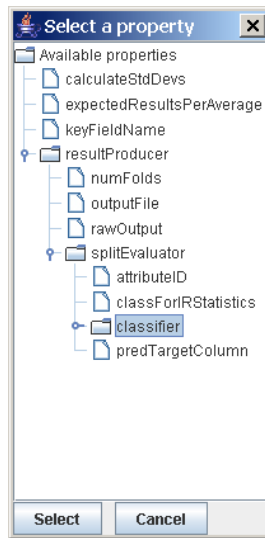 Select a property
Available properties
calculateStdDevs
expectedResultsPerAverage
keyFieldName
resultProducer
numFolds
outputFile
rawOutput
splitEvaluator
attributeID
classForIRStatistics
classifier
predTargetColumn
Select Cancel